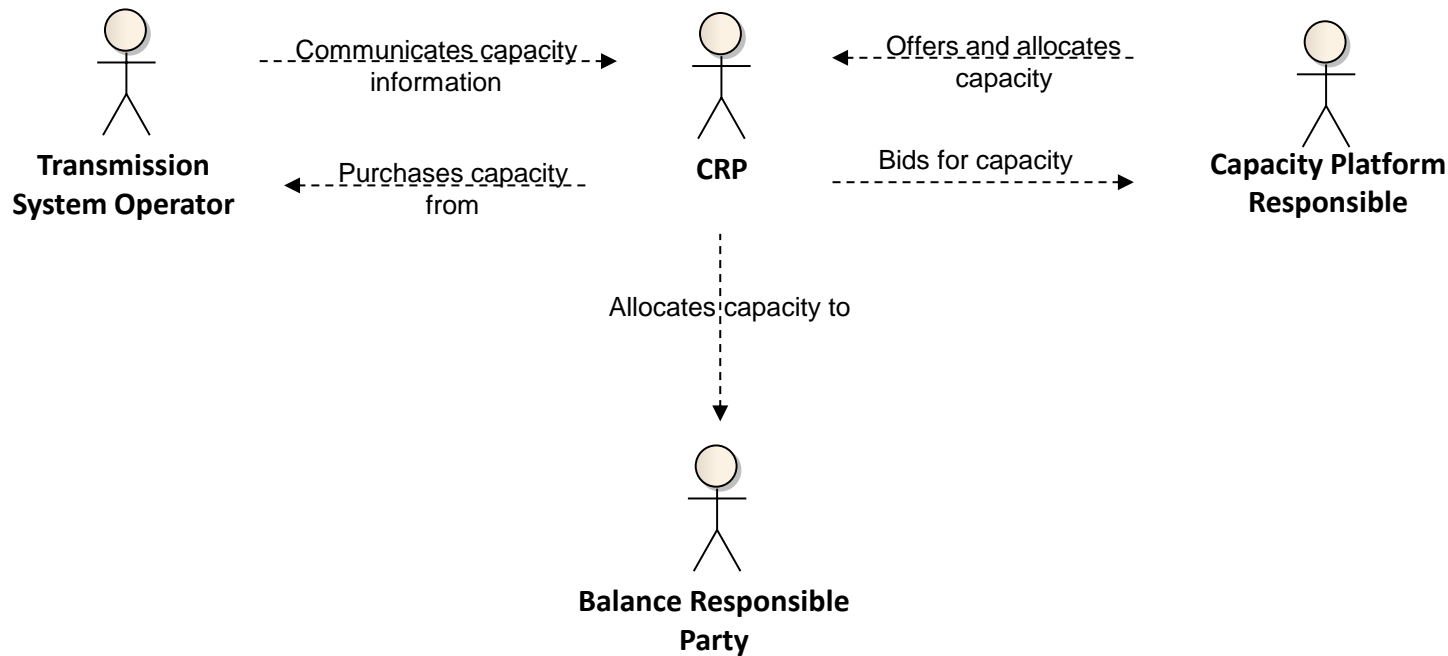 Communicates capacity
information
Offers and allocates
capacity
Transmission
System Operator
Purchases capacity
from
CRP
Bids for capacity
Capacity Platform
Responsible
Allocates capacity to
Balance Responsible
Party